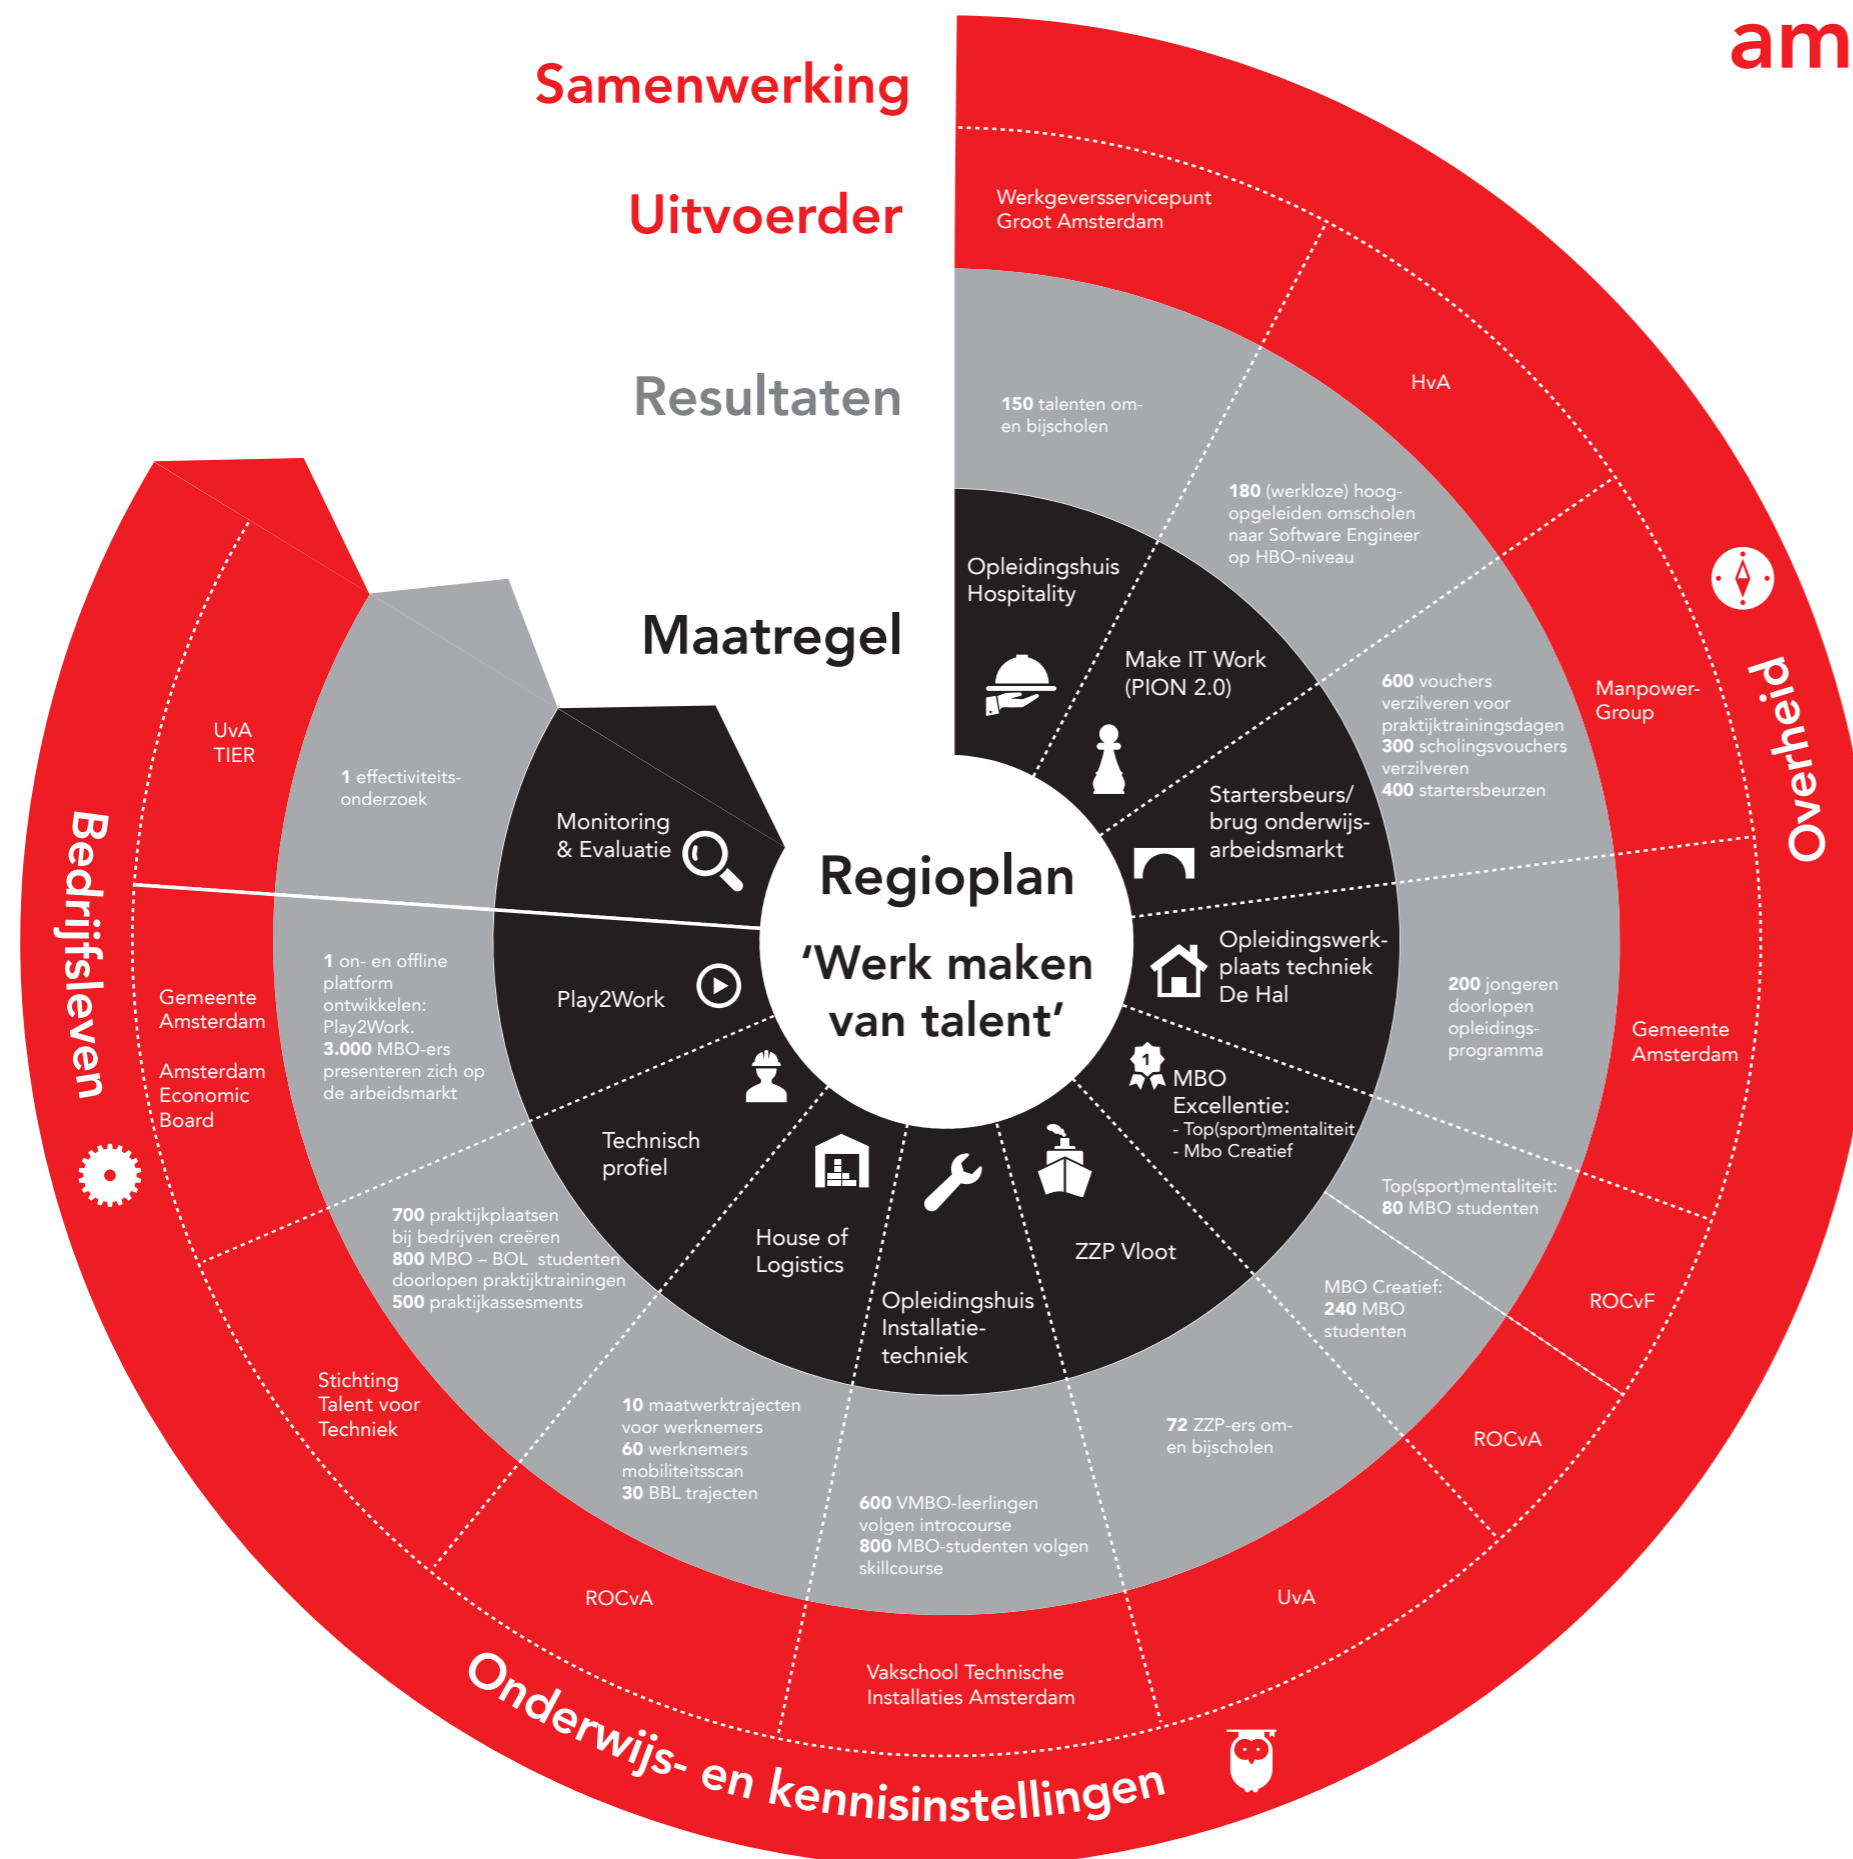 am
Samenwerking
Uitvoerder
Resultaten
Maatregel
Regioplan
‘Werk maken
van talent’
Overheid
Onderwijs- en kennisinstellingen
Bedrijfsleven
Werkgeversservicepunt
Groot Amsterdam
150 talenten om-
en bijscholen
Opleidingshuis
Hospitality
HvA
180 (werkloze) hoog-
opgeleiden omscholen
naar Software Engineer
op HBO-niveau
Make IT Work
(PION 2.0)
Manpower-
Group
600 vouchers
verzilveren voor
praktijktrainingsdagen
300 scholingsvouchers
verzilveren
400 startersbeurzen
Startersbeurs/
brug onderwijs-
arbeidsmarkt
Gemeente
Amsterdam
200 jongeren
doorlopen
opleidings-
programma
Opleidingswerk-
plaats techniek
De Hal
1
MBO
Excellentie:
- Top(sport)mentaliteit
- Mbo Creatief
Top(sport)mentaliteit:
80 MBO studenten
ROCvF
MBO Creatief:
240 MBO
studenten
ROCvA
ZZP Vloot
72 ZZP-ers om-
en bijscholen
UvA
Opleidingshuis
Installatie-
techniek
600 VMBO-leerlingen
volgen introcourse
800 MBO-studenten volgen
skillcourse
Vakschool Technische
Installaties Amsterdam
House of
Logistics
10 maatwerktrajecten
voor werknemers
60 werknemers
mobiliteitsscan
30 BBL trajecten
ROCvA
Technisch
profiel
700 praktijkplaatsen
bij bedrijven creëren
800 MBO – BOL studenten
doorlopen praktijktrainingen
500 praktijkassesments
Stichting
Talent voor
Techniek
Play2Work
1 on- en offline
platform
ontwikkelen:
Play2Work.
3.000 MBO-ers
presenteren zich op
de arbeidsmarkt
Gemeente
Amsterdam
Amsterdam
Economic
Board
Monitoring
& Evaluatie
1 effectiviteits-
onderzoek
UvA
TIER